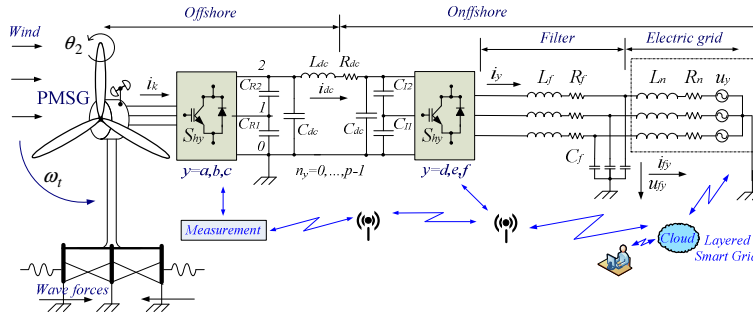 Offshore
Onffshore
Wind
θ2
PMSG
ik
Shy
y=a,b,c
2
1
0
CR2
CR1
Ldc
Rdc
idc
Cdc
Cdc
ny=0,...,p-1
CI2
CI1
Shy
y=d,e,f
Filter
Electric grid
iy
Lf
Rf
Cf
Ln
Rn
uy
ify
ufy
ωt
Measurement
Cloud
Layered
Smart Grid
Wave forces